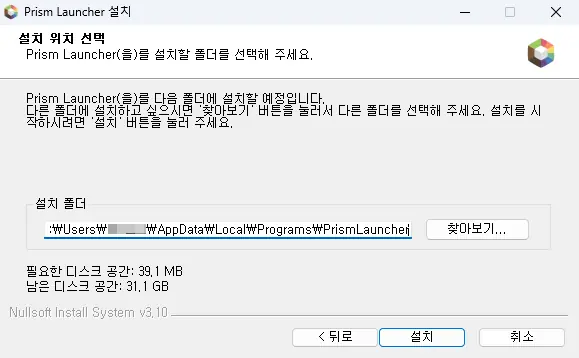 Prism Launcher 설치
설치 위치 선택
Prism Launcher(을)를 설치할 폴더를 선택해 주세요.
Prism Launcher(을)를 다음 폴더에 설치할 예정입니다.
다른 폴더에 설치하고 싶으시면 '찾아보기' 버튼을 눌러서 다른 폴더를 선택해 주세요. 설치를 시
작하시려면 '설치' 버튼을 눌러 주세요.
설치 폴더
:₩Users₩ ₩AppData₩Local₩Programs₩PrismLauncher
찾아보기...
필요한 디스크 공간: 39.1 MB
남은 디스크 공간: 31.1 GB
Nullsoft Install System v3.10
< 뒤로
설치
취소